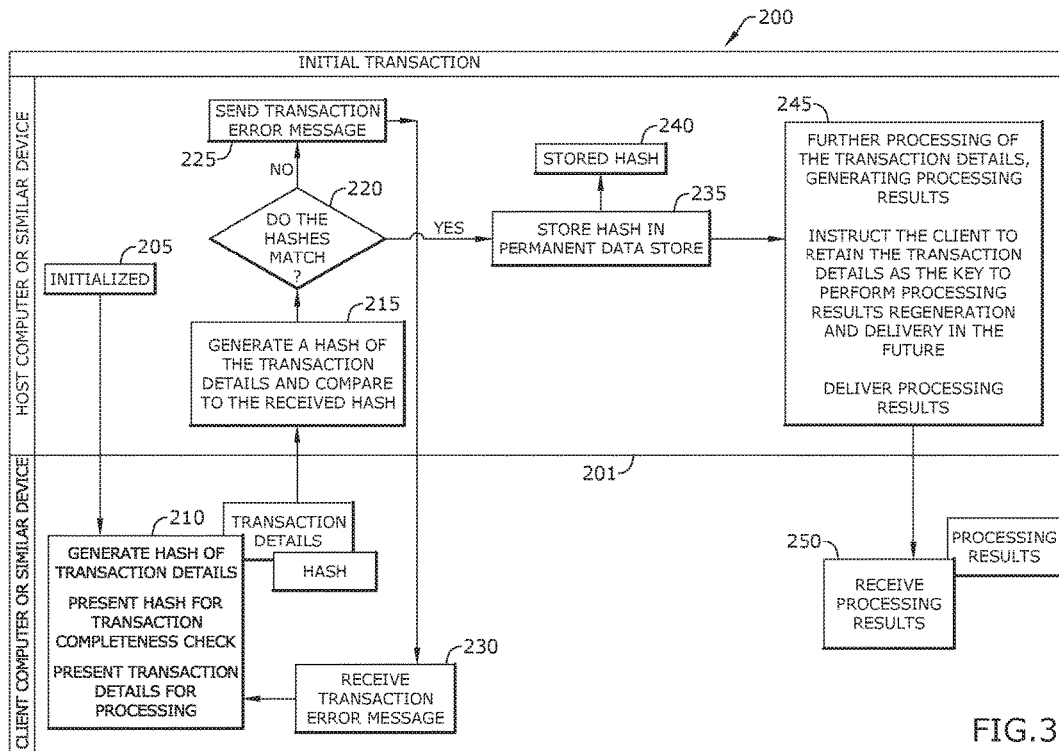 200
INITIAL TRANSACTION
HOST COMPUTER OR SIMILAR DEVICE
SEND TRANSACTION
ERROR MESSAGE
225
NO
220
DO THE
HASHES
MATCH
?
YES
205
INITIALIZED
215
GENERATE A HASH OF
THE TRANSACTION
DETAILS AND COMPARE
TO THE RECEIVED HASH
240
STORED HASH
235
STORE HASH IN
PERMANENT DATA STORE
245
FURTHER PROCESSING OF
THE TRANSACTION DETAILS,
GENERATING PROCESSING
RESULTS
INSTRUCT THE CLIENT TO
RETAIN THE TRANSACTION
DETAILS AS THE KEY TO
PERFORM PROCESSING
RESULTS REGENERATION
AND DELIVERY IN THE
FUTURE
DELIVER PROCESSING
RESULTS
201
CLIENT COMPUTER OR SIMILAR DEVICE
210
GENERATE HASH OF
TRANSACTION DETAILS
PRESENT HASH FOR
TRANSACTION
COMPLETENESS CHECK
PRESENT TRANSACTION
DETAILS FOR
PROCESSING
TRANSACTION
DETAILS
HASH
230
RECEIVE
TRANSACTION
ERROR MESSAGE
250
RECEIVE
PROCESSING
RESULTS
PROCESSING
RESULTS
FIG.3